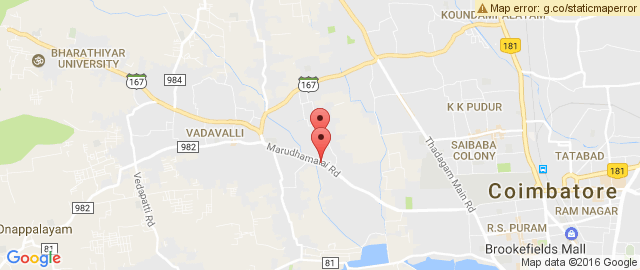 Map error: g.co/staticmaperror
KOUNDAMPALAYAM
181
BHARATHIYAR
UNIVERSITY
984
167
167
K K PUDUR
VADAVALLI
982
Marudhamalai Rd
Thadagam Main Rd
SAIBABA
COLONY
TATABAD
181
Coimbatore
Vedapatti Rd
982
RAM NAGAR
R.S. PURAM
Onappalayam
81
81
Brookefields Mall
Google
Map data ©2016 Google